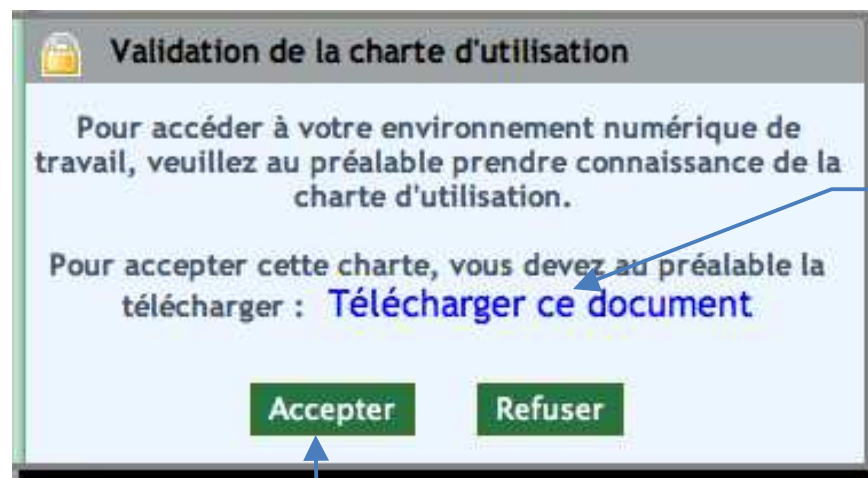 Validation de la charte d'utilisation
Pour accéder à votre environnement numérique de
travail, veuillez au préalable prendre connaissance de la
charte d'utilisation.
Pour accepter cette charte, vous devez au préalable la
télécharger : Télécharger ce document
Accepter Refuser